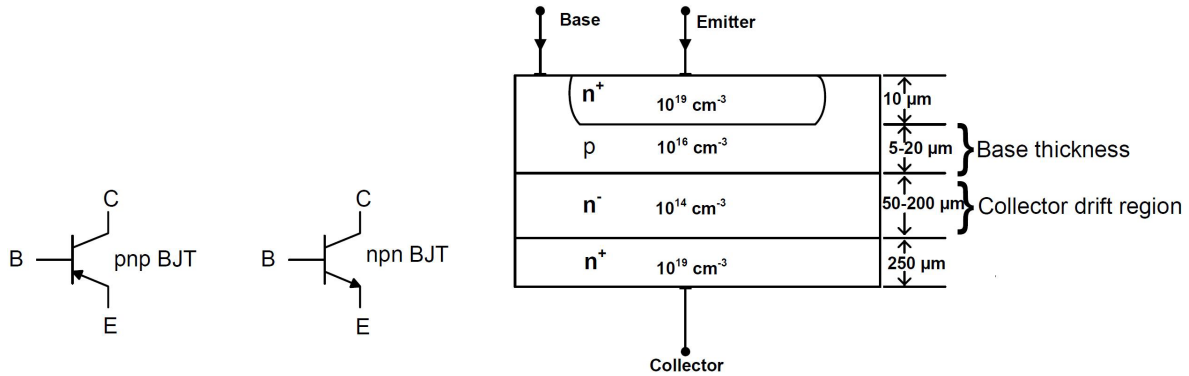 C
B
pnp BJT
E
C
B
npn BJT
E
Base
Emitter
n⁺
10¹⁹ cm⁻³
10 µm
p
10¹⁶ cm⁻³
5-20 µm
Base thickness
n⁻
10¹⁴ cm⁻³
50-200 µm
Collector drift region
n⁺
10¹⁹ cm⁻³
250 µm
Collector